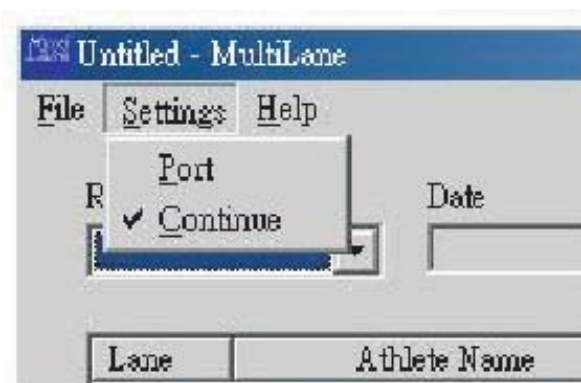 Untitled - MultiLane
File Settings Help
Port
Continue
R
Date
Lane Athlete Name